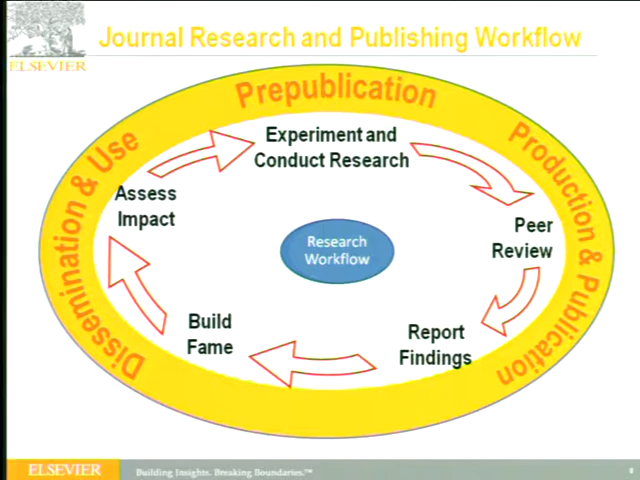 Journal Research and Publishing Workflow
ELSEVIER
Prepublication
Production & Publication
Dissemination & Use
Experiment and
Conduct Research
Peer
Review
Report
Findings
Build
Fame
Assess
Impact
Research
Workflow
ELSEVIER
Building Insights. Breaking Boundaries.™